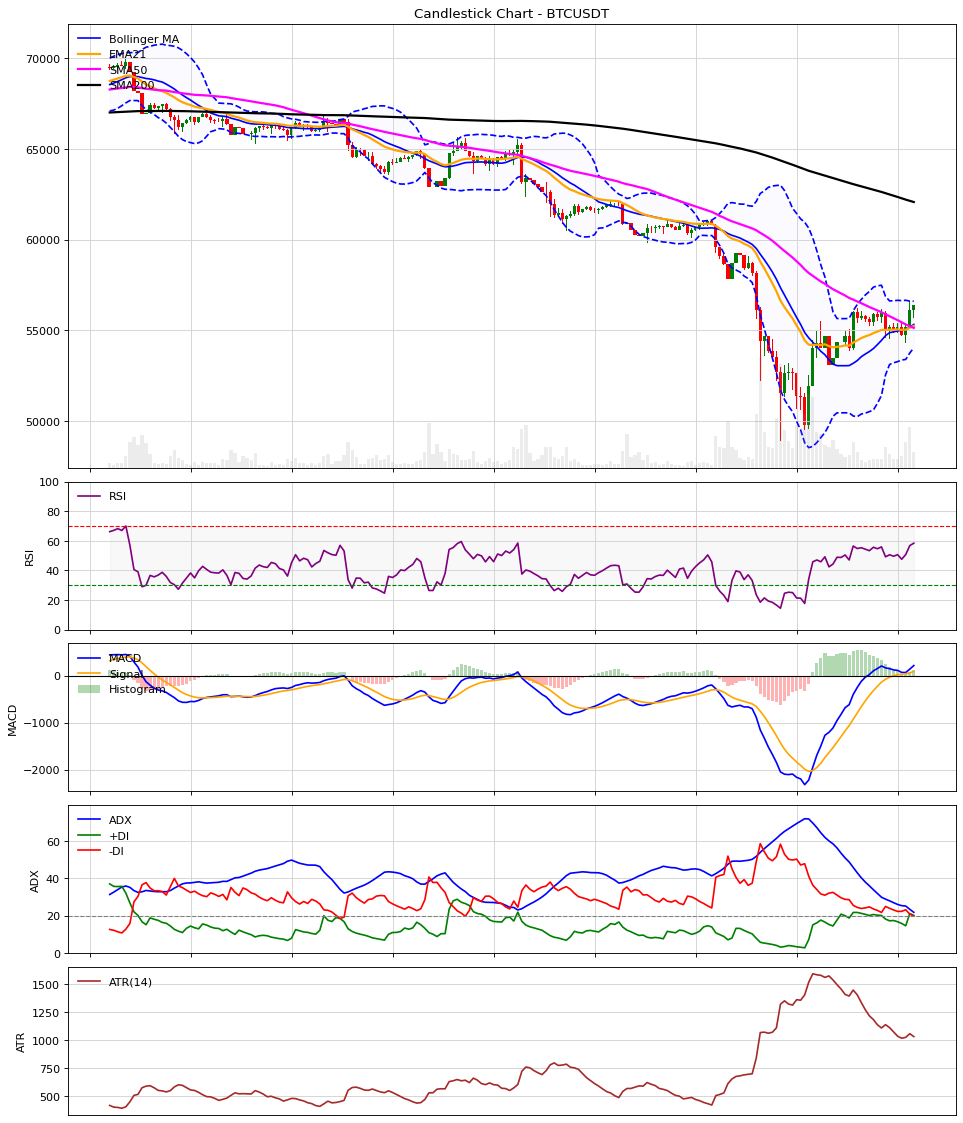 Candlestick Chart - BTCUSDT
Bollinger MA
EMA21
SMA50
SMA200
70000
65000
60000
55000
50000
RSI
100
80
60
40
20
0
RSI
MACD
Signal
Histogram
0
−1000
−2000
MACD
ADX
+DI
-DI
60
40
20
0
ADX
ATR(14)
1500
1250
1000
750
500
ATR